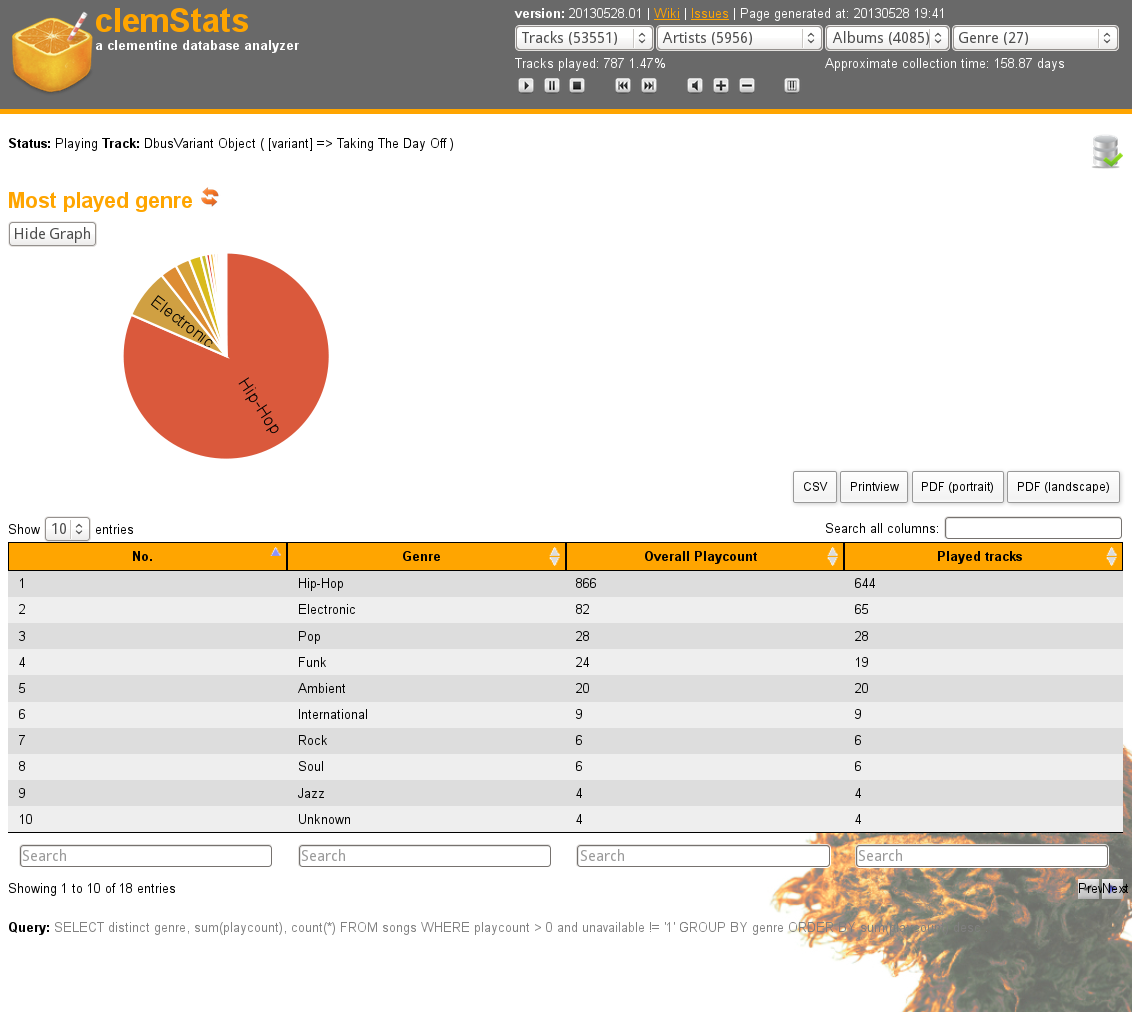 clemStats
a clementine database analyzer
version: 20130528.01 | Wiki | Issues | Page generated at: 20130528 19:41
Tracks (53551) Artists (5956) Albums (4085) Genre (27)
Tracks played: 787 1.47% Approximate collection time: 158.87 days
Status: Playing Track: DbusVariant Object ( [variant] => Taking The Day Off )
Most played genre
Hide Graph
Electronic
Hip-Hop
CSV Printview PDF (portrait) PDF (landscape)
Show 10 entries Search all columns:
No. Genre Overall Playcount Played tracks
1 Hip-Hop 866 644
2 Electronic 82 65
3 Pop 28 28
4 Funk 24 19
5 Ambient 20 20
6 International 9 9
7 Rock 6 6
8 Soul 6 6
9 Jazz 4 4
10 Unknown 4 4
Search Search Search Search
Showing 1 to 10 of 18 entries Prev Next
Query: SELECT distinct genre, sum(playcount), count(*) FROM songs WHERE playcount > 0 and unavailable != '1' GROUP BY genre ORDER BY